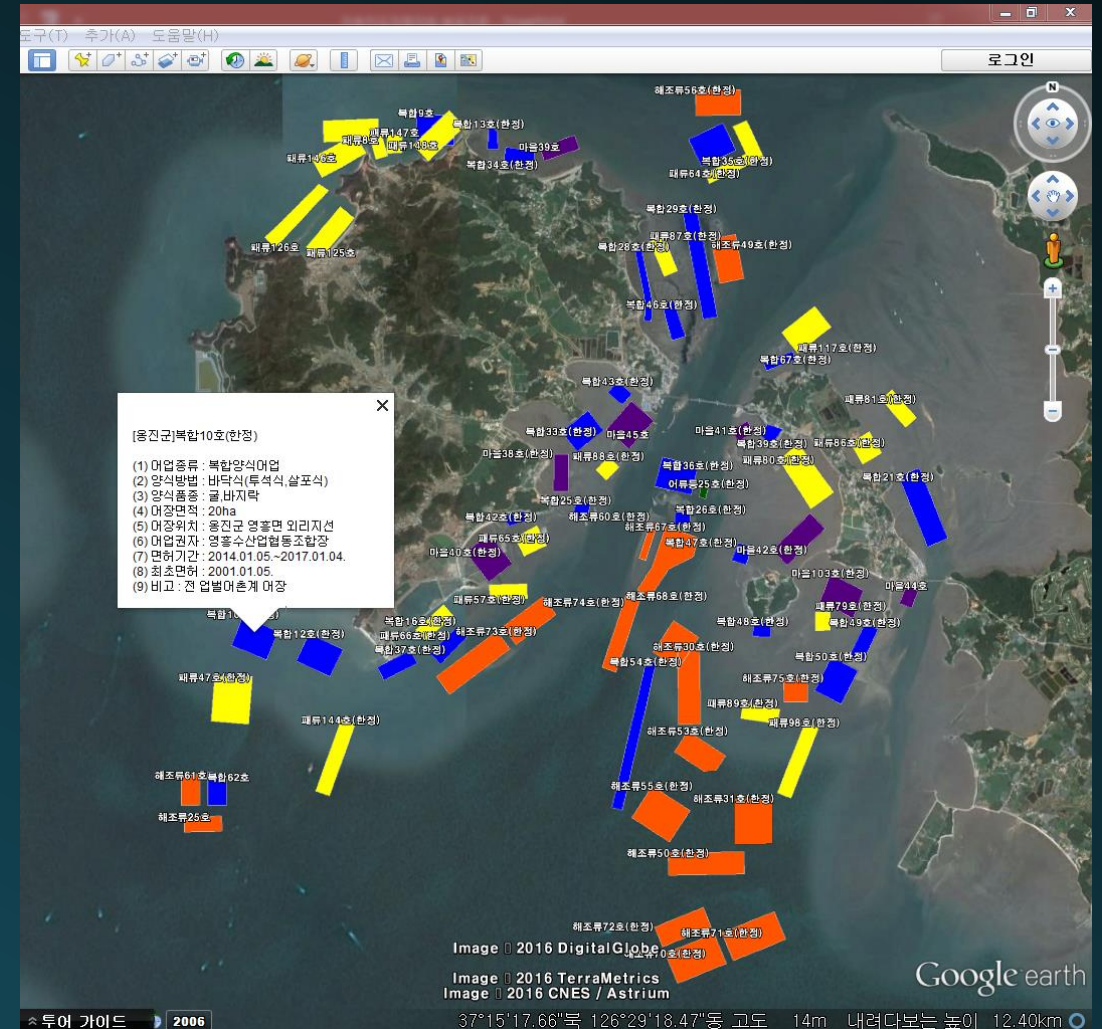 도구(T) 추가(A) 도움말(H)
로그인
N
해조류56호(한정)
복합9호
패류147호
복합13호(한정)
패류8호
패류148호
마을39호
패류146호
복합34호(한정)
복합35호(한정)
패류64호(한정)
복합29호(한정)
패류126호
패류125호
패류87호(한정)
복합28호(한정)
해조류49호(한정)
복합46호(한정)
패류117호(한정)
복합67호(한정)
복합43호(한정)
패류81호(한정)
복합33호(한정)
마을45호
마을41호(한정)
복합39호(한정)
패류86호(한정)
마을38호(한정)
패류88호(한정)
패류80호(한정)
복합36호(한정)
복합21호(한정)
어류등25호(한정)
복합25호(한정)
복합26호(한정)
복합42호(한정)
해조류60호(한정)
해조류67호(한정)
패류65호(한정)
복합47호(한정)
마을40호(한정)
마을42호(한정)
마을103호(한정)
마을44호
패류57호(한정)
해조류74호(한정)
해조류68호(한정)
패류79호(한정)
[옹진군]복합10호(한정)
(1) 어업종류 : 복합양식어업
(2) 양식방법 : 바닥식(투석식,살포식)
(3) 양식품종 : 굴,바지락
(4) 어장면적 : 20ha
(5) 어장위치 : 옹진군 영흥면 외리지선
(6) 어업권자 : 영흥수산업협동조합장
(7) 면허기간 : 2014.01.05.~2017.01.04.
(8) 최초면허 : 2001.01.05.
(9) 비고 : 전 업벌어촌계 어장
복합12호(한정)
복합16호(한정)
패류66호(한정)
해조류73호(한정)
복합37호(한정)
복합48호(한정)
복합49호(한정)
해조류30호(한정)
복합54호(한정)
복합50호(한정)
패류47호(한정)
해조류75호(한정)
패류89호(한정)
패류98호(한정)
패류144호(한정)
해조류53호(한정)
해조류61호
복합62호
해조류55호(한정)
해조류31호(한정)
해조류25호
해조류50호(한정)
해조류72호(한정)
해조류71호(한정)
Image 2016 DigitalGlobe
Image 2016 TerraMetrics
Image 2016 CNES / Astrium
Google earth
투어 가이드
2006
37°15'17.66"북 126°29'18.47"동 고도 14m 내려다보는 높이 12.40km